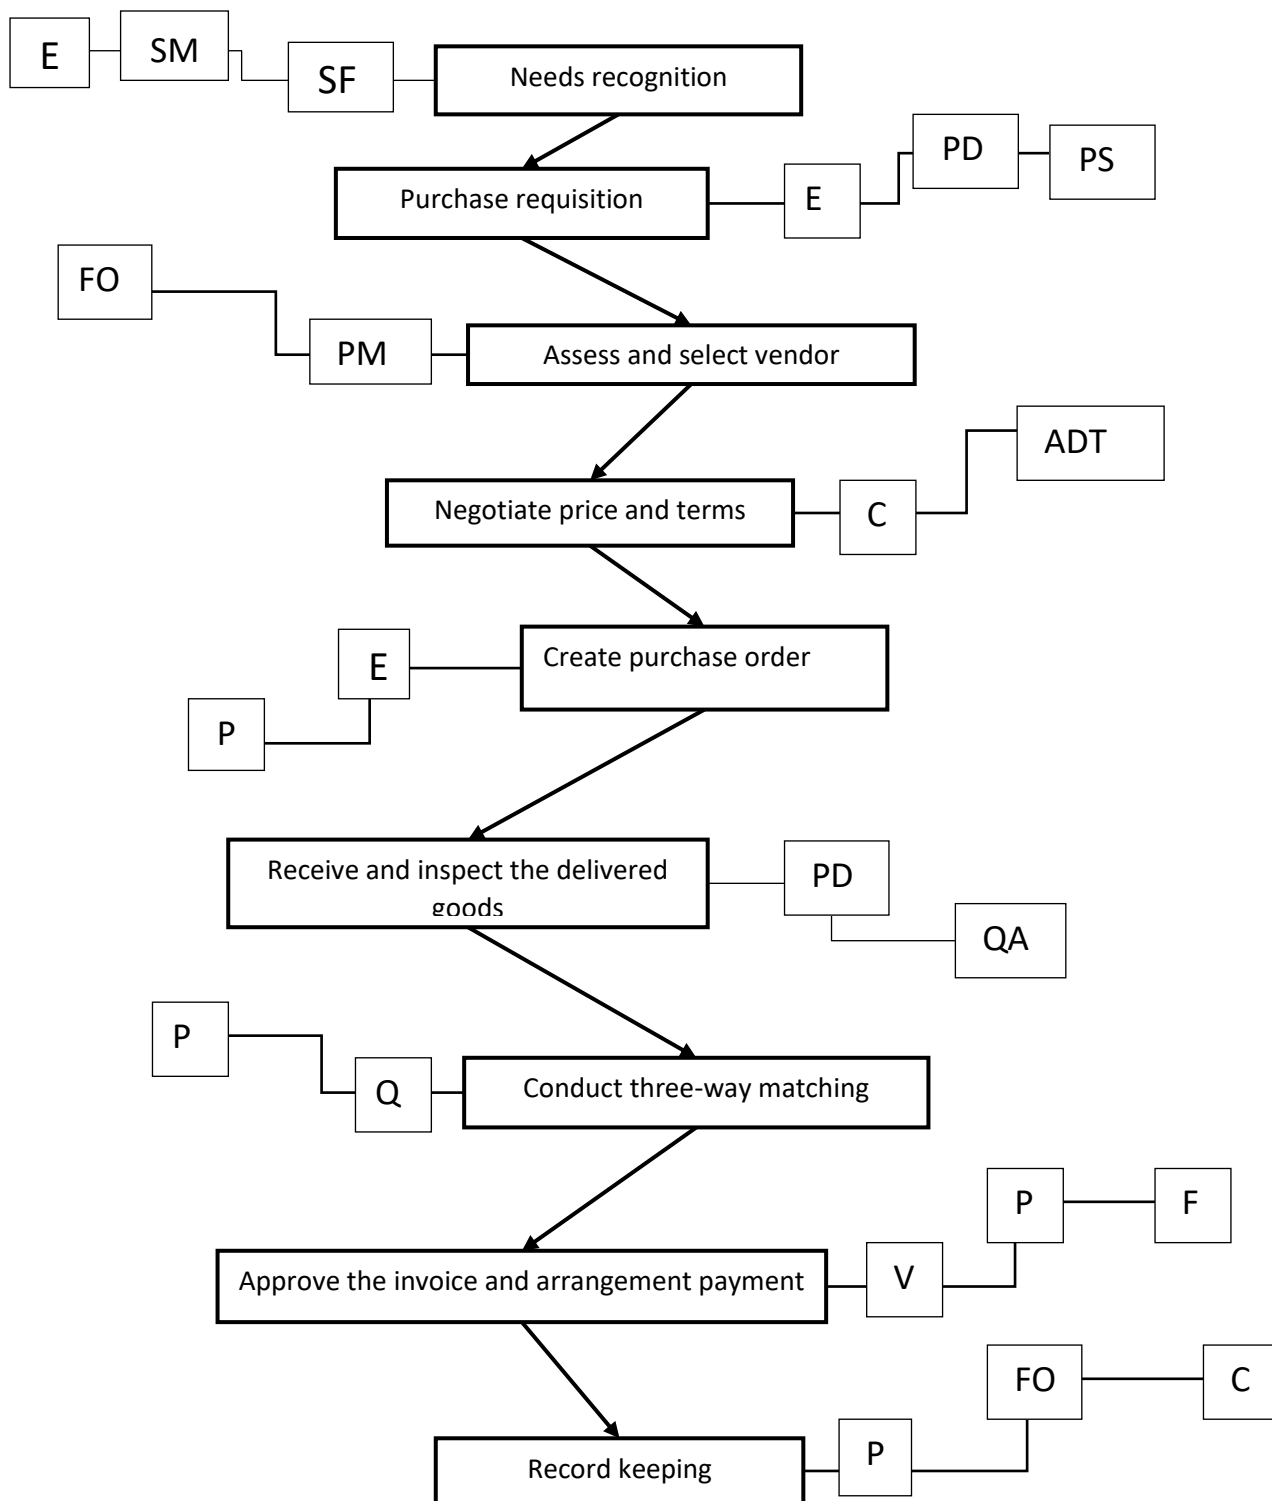 E
SM
SF
Needs recognition
Purchase requisition
E
PD
PS
FO
PM
Assess and select vendor
Negotiate price and terms
C
ADT
P
E
Create purchase order
Receive and inspect the delivered
goods
PD
QA
P
Q
Conduct three-way matching
Approve the invoice and arrangement payment
V
P
F
Record keeping
P
FO
C